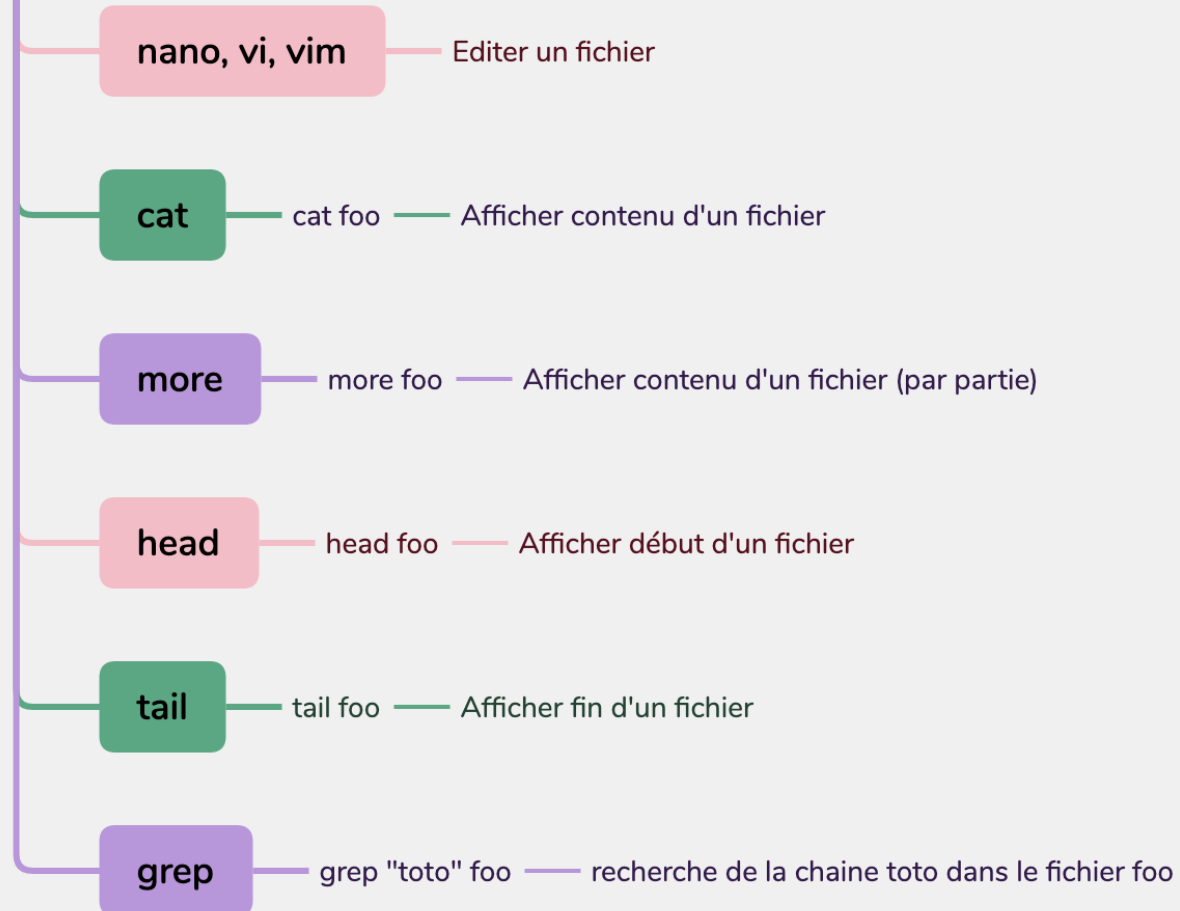 nano, vi, vim Editer un fichier
cat cat foo Afficher contenu d'un fichier
more more foo Afficher contenu d'un fichier (par partie)
head head foo Afficher début d'un fichier
tail tail foo Afficher fin d'un fichier
grep grep "toto" foo recherche de la chaine toto dans le fichier foo